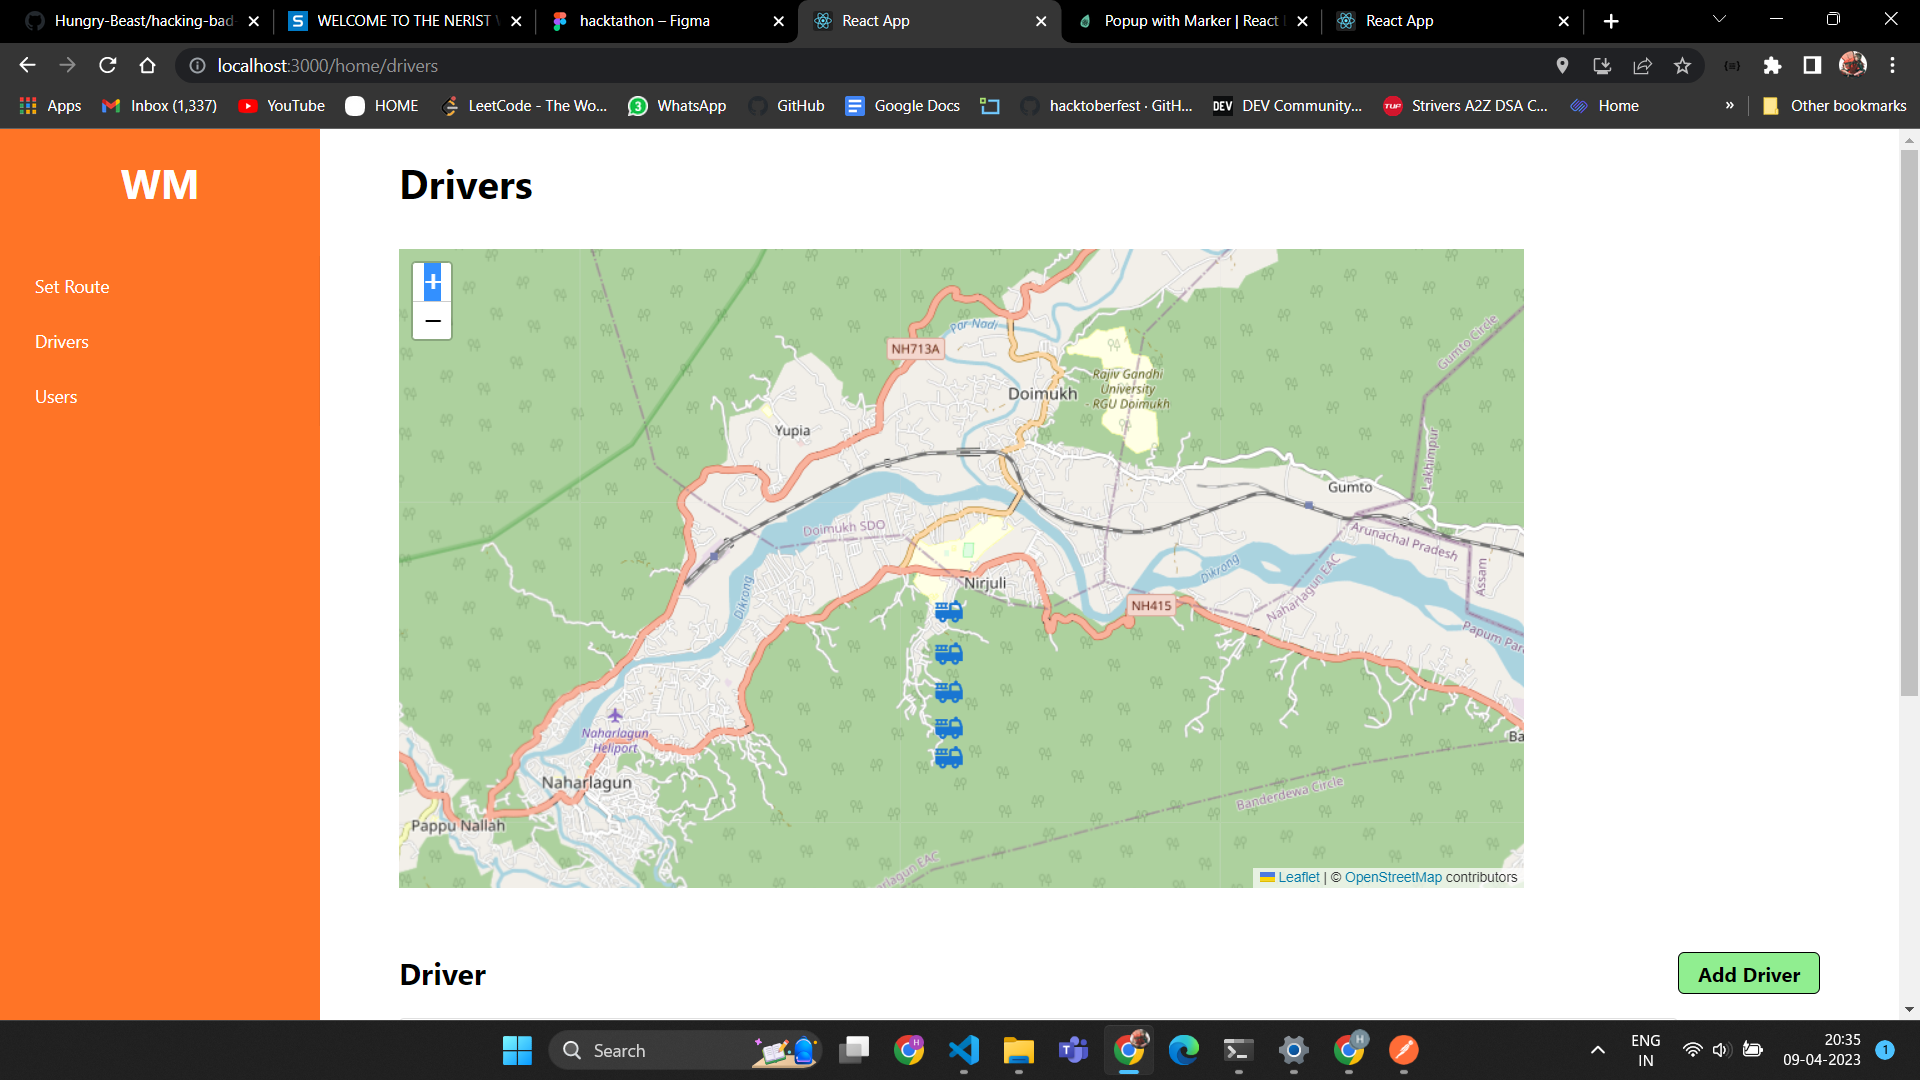 Hungry-Beast/hacking-bad
WELCOME TO THE NERIST
hacktathon – Figma
React App
Popup with Marker | React
React App
localhost:3000/home/drivers
Apps
Inbox (1,337)
YouTube
HOME
LeetCode - The Wo...
3
WhatsApp
GitHub
Google Docs
hacktoberfest · GitH...
DEV
DEV Community...
TUF
Strivers A2Z DSA C...
Home
»
Other bookmarks
WM
Set Route
Drivers
Users
Drivers
+
−
Par Nadi
NH713A
Gumto Circle
Rajiv Gandhi
University
- RGU Doimukh
Doimukh
Yupia
Lakhimpur
Gumto
Doimukh SDO
Arunachal Pradesh
Dikrong
Dikrong
Assam
Nirjuli
Naharlagun EAC
NH415
Papum Par
Naharlagun
Heliport
Ba
Naharlagun
Banderdewa Circle
Pappu Nallah
arlagun EAC
Leaflet | © OpenStreetMap contributors
Driver
Add Driver
Search
ENG
IN
20:35
09-04-2023
1